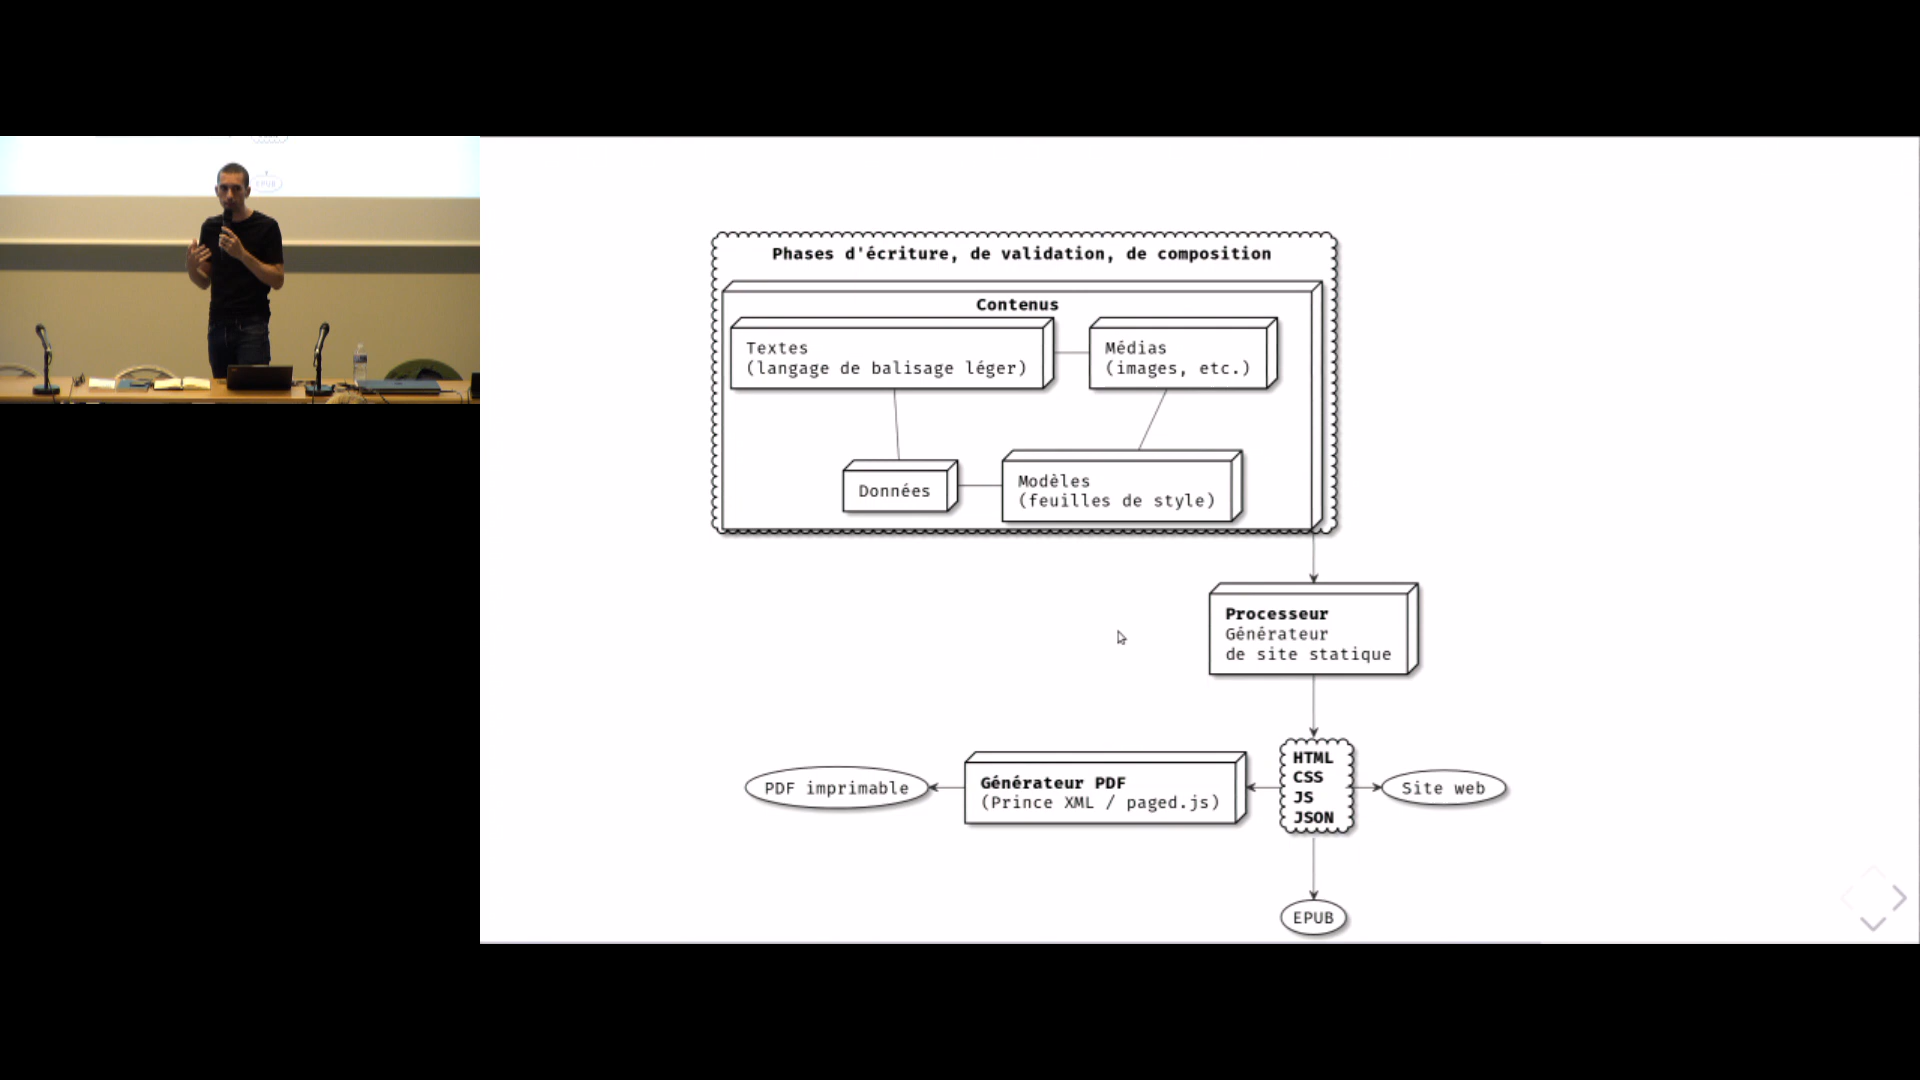 Phases d'écriture, de validation, de composition
Contenus
Textes
(langage de balisage léger)
Médias
(images, etc.)
Données
Modèles
(feuilles de style)
Processeur
Générateur
de site statique
PDF imprimable
Générateur PDF
(Prince XML / paged.js)
HTML
CSS
JS
JSON
Site web
EPUB
EPUB